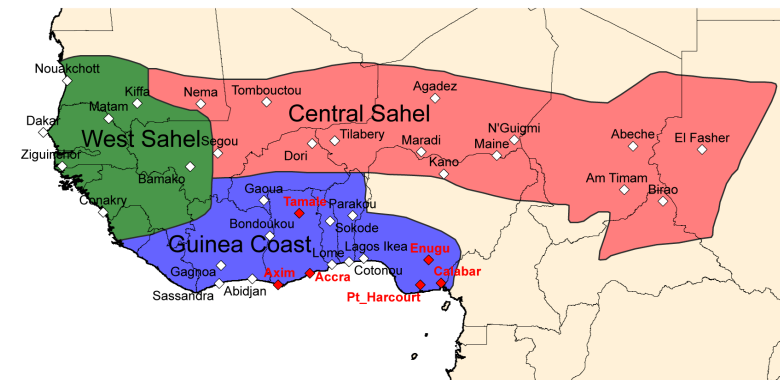 Nouakchott
Kiffa
Nema
Tombouctou
Agadez
Matam
Central Sahel
Dakar
West Sahel
Segou
Tilabery
Maradi
N'Guigmi
Maine
Abeche
El Fasher
Ziguinchor
Dori
Kano
Bamako
Am Timam
Birao
Gaoua
Tamate
Parakou
Conakry
Bondoukou
Sokode
Guinea Coast
Lome
Lagos Ikea
Enugu
Gagnoa
Axim
Accra
Cotonou
Calabar
Sassandra
Abidjan
Pt_Harcourt